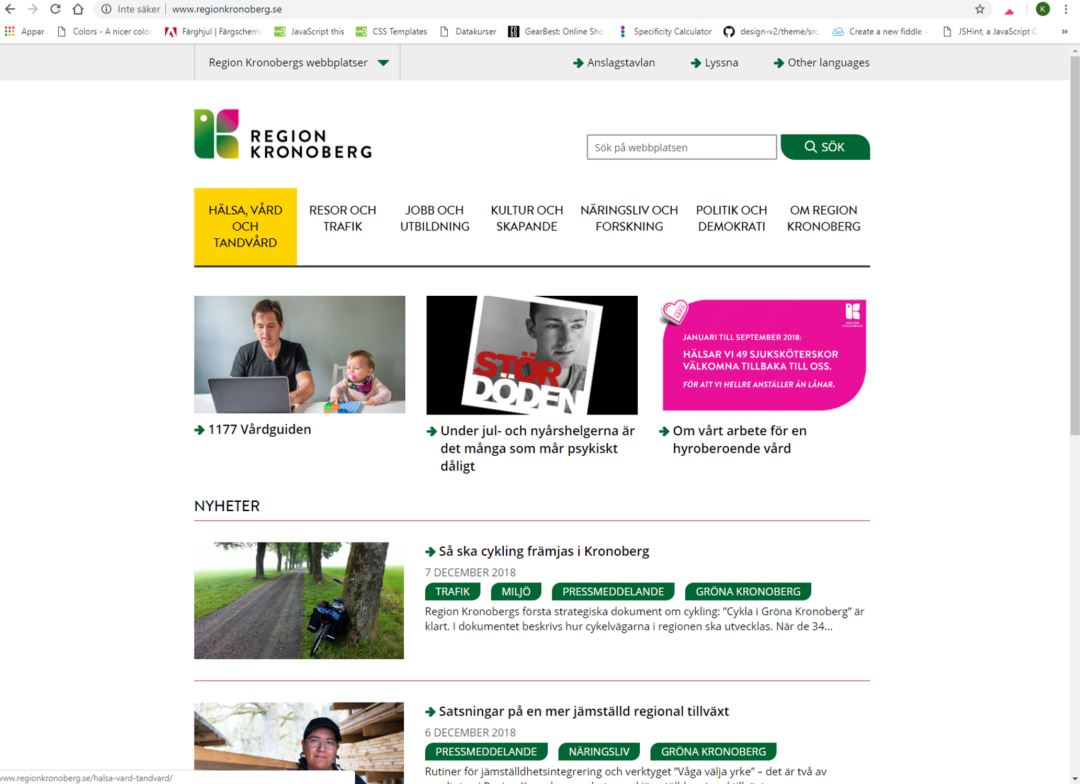 Inte säker | www.regionkronoberg.se
K
Appar
Colors - A nicer color
Färghjul | Färgschema
JavaScript this
CSS Templates
Datakurser
GearBest: Online Sho
Specificity Calculator
design-v2/theme/src
Create a new fiddle
JSHint, a JavaScript C
»
Region Kronobergs webbplatser
Anslagstavlan
Lyssna
Other languages
REGION
KRONOBERG
Sök på webbplatsen
SÖK
HÄLSA, VÅRD
OCH
TANDVÅRD
RESOR OCH
TRAFIK
JOBB OCH
UTBILDNING
KULTUR OCH
SKAPANDE
NÄRINGSLIV OCH
FORSKNING
POLITIK OCH
DEMOKRATI
OM REGION
KRONOBERG
STÖR
DÖDEN
REGION
KRONOBERG
JANUARI TILL SEPTEMBER 2018:
HÄLSAR VI 49 SJUKSKÖTERSKOR
VÄLKOMNA TILLBAKA TILL OSS.
FÖR ATT VI HELLRE ANSTÄLLER ÄN LÅNAR.
1177 Vårdguiden
Under jul- och nyårshelgerna är
det många som mår psykiskt
dåligt
Om vårt arbete för en
hyroberoende vård
NYHETER
Så ska cykling främjas i Kronoberg
7 DECEMBER 2018
TRAFIK MILJÖ PRESSMEDDELANDE GRÖNA KRONOBERG
Region Kronobergs första strategiska dokument om cykling: ”Cykla i Gröna Kronoberg” är
klart. I dokumentet beskrivs hur cykelvägarna i regionen ska utvecklas. När de 34...
Satsningar på en mer jämställd regional tillväxt
6 DECEMBER 2018
PRESSMEDDELANDE NÄRINGSLIV GRÖNA KRONOBERG
Rutiner för jämställdhetsintegrering och verktyget ”Våga välja yrke” – det är två av
www.regionkronoberg.se/halsa-vard-tandvard/